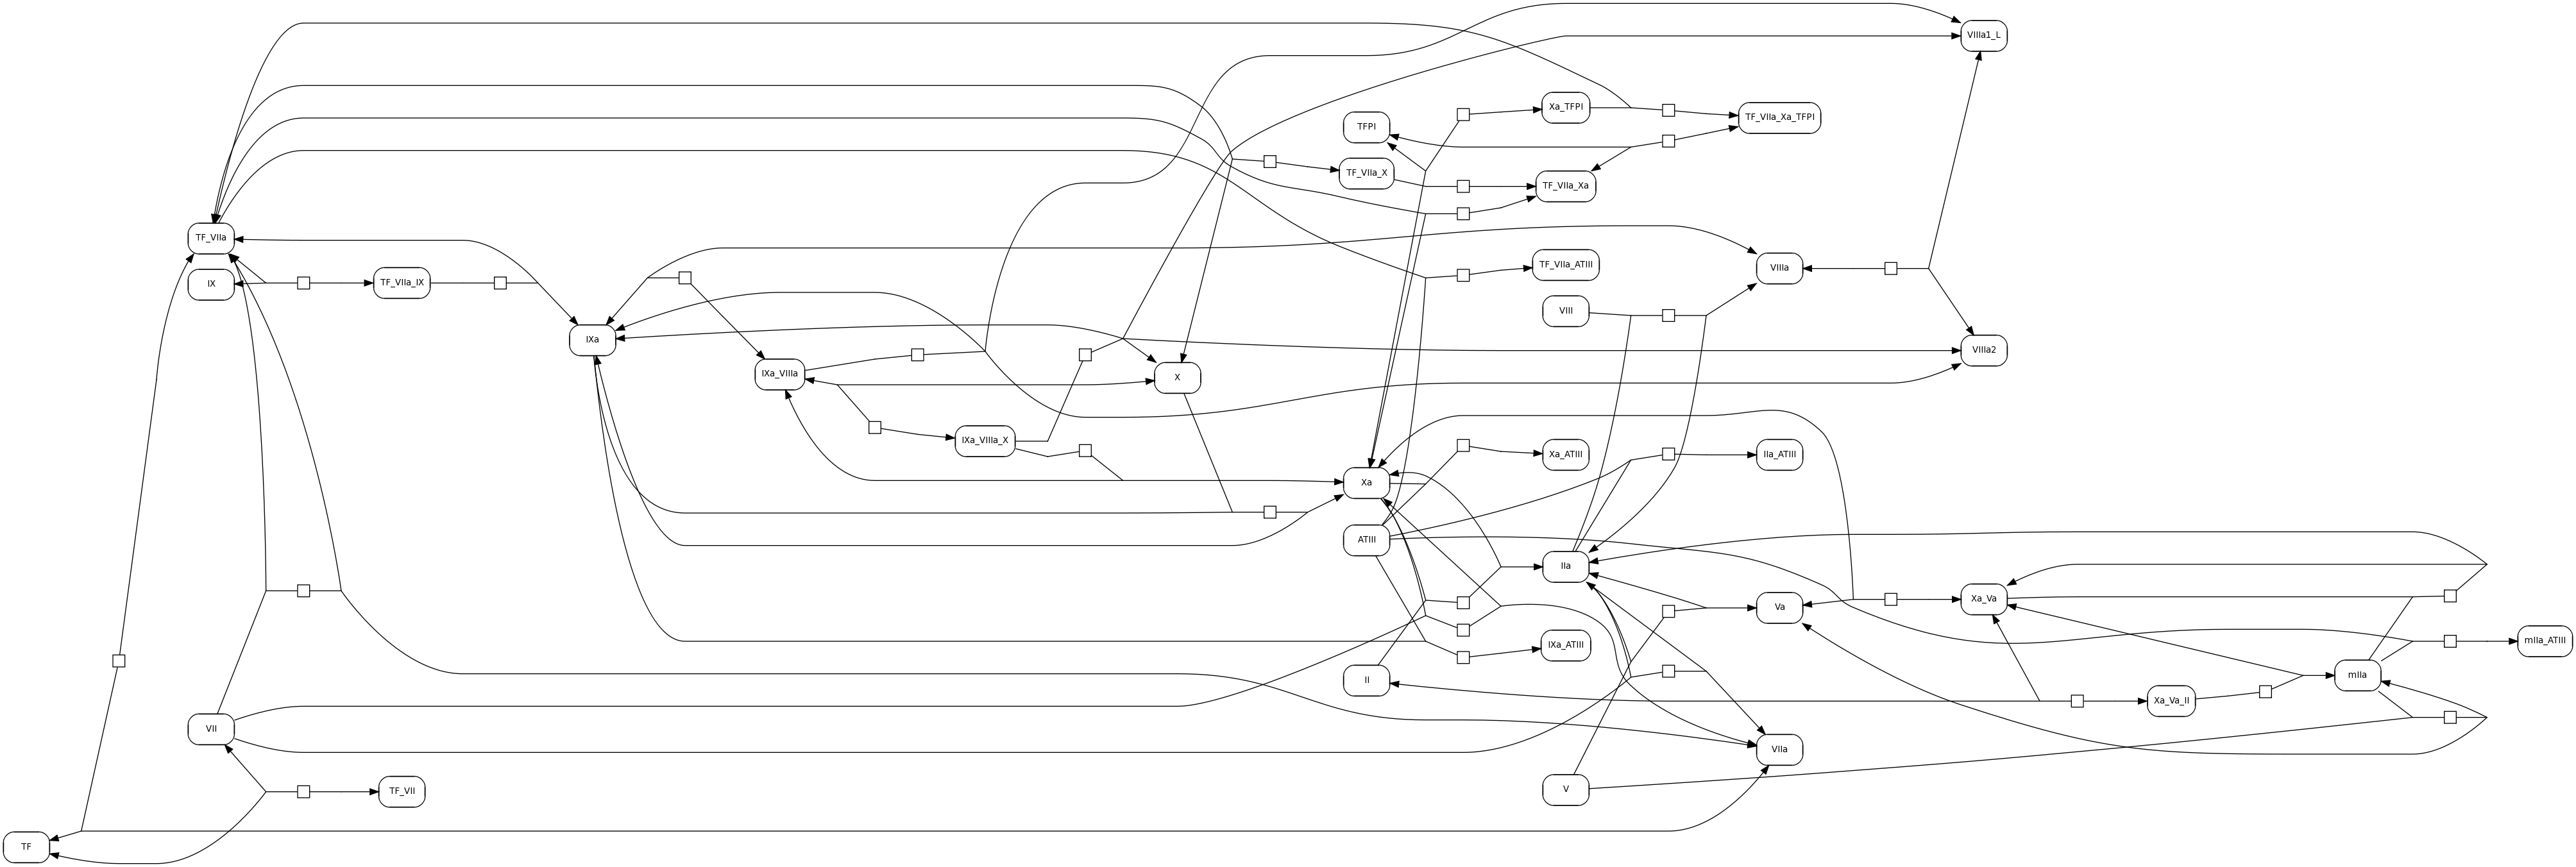 VIIIa1_L
Xa_TFPI
TF_VIIa_Xa_TFPI
TFPI
TF_VIIa_X
TF_VIIa_Xa
TF_VIIa
TF_VIIa_ATIII
VIIIa
IX
TF_VIIa_IX
VIII
IXa
VIIIa2
IXa_VIIIa
X
IXa_VIIIa_X
Xa_ATIII
IIa_ATIII
Xa
ATIII
IIa
Xa_Va
Va
mIIa_ATIII
IXa_ATIII
mIIa
II
Xa_Va_II
VII
VIIa
V
TF_VII
TF